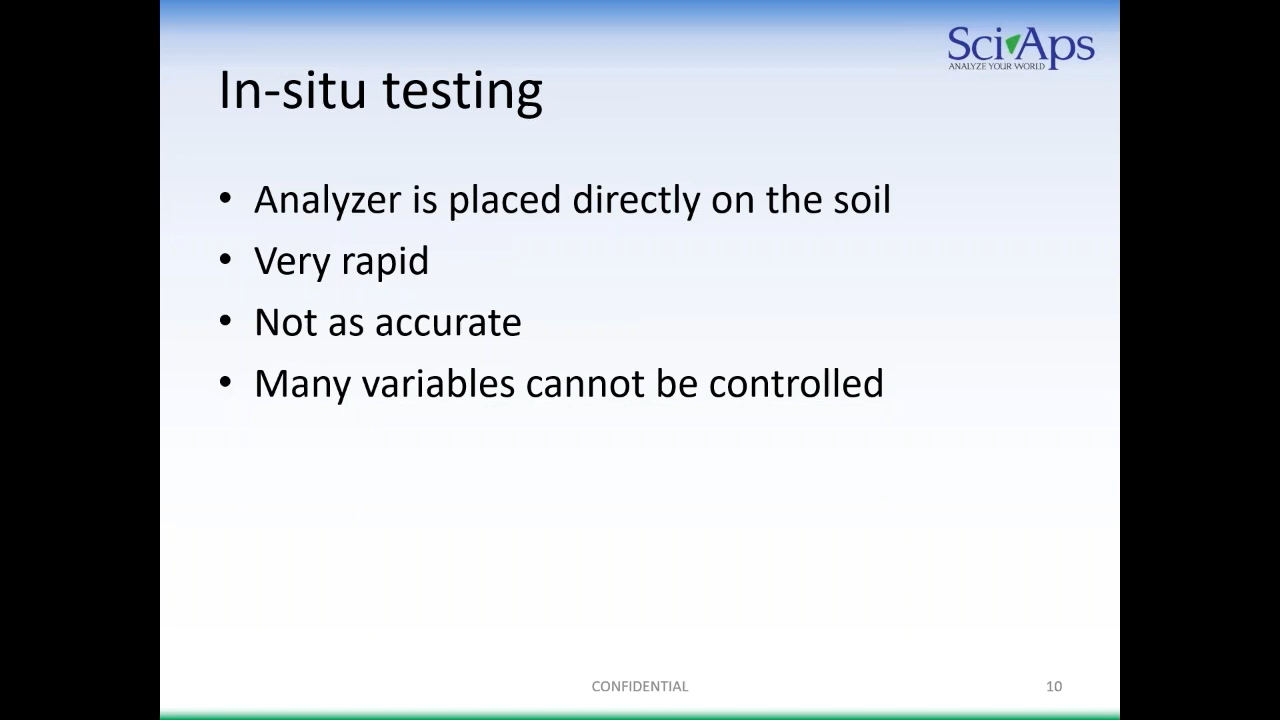 SciAps
ANALYZE YOUR WORLD
In-situ testing
• Analyzer is placed directly on the soil
• Very rapid
• Not as accurate
• Many variables cannot be controlled
CONFIDENTIAL
10